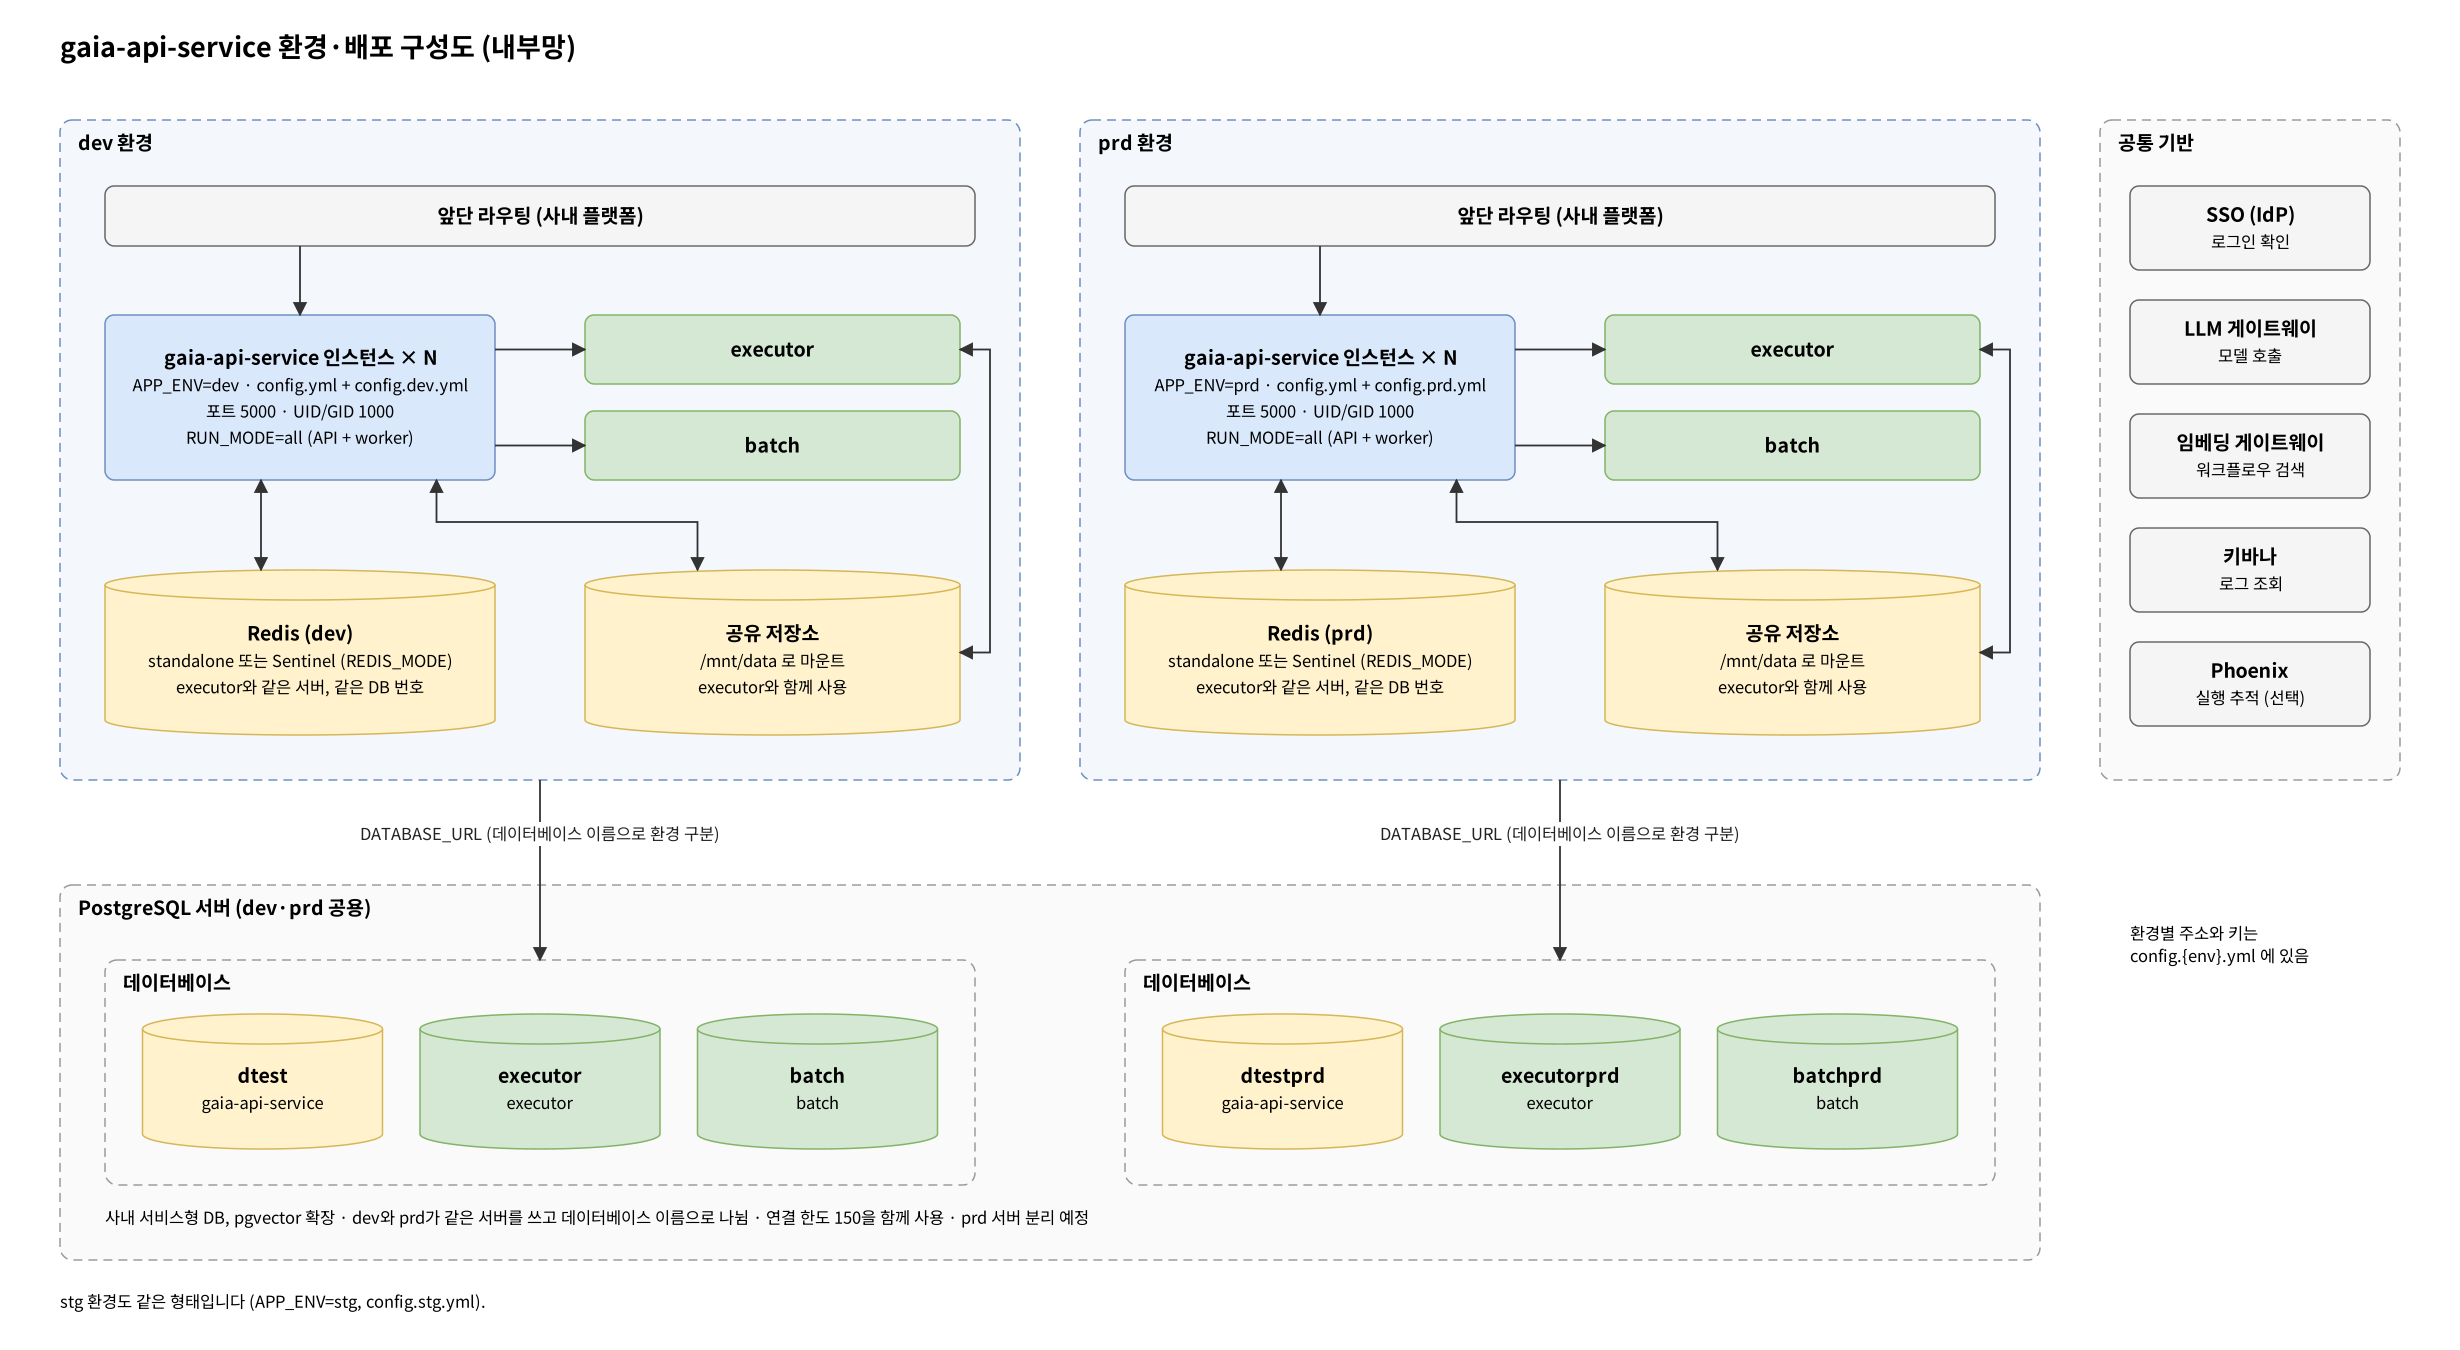 gaia-api-service 환경·배포 구성도 (내부망)
dev 환경
앞단 라우팅 (사내 플랫폼)
gaia-api-service 인스턴스 × N
APP_ENV=dev · config.yml + config.dev.yml
포트 5000 · UID/GID 1000
RUN_MODE=all (API + worker)
executor
batch
Redis (dev)
standalone 또는 Sentinel (REDIS_MODE)
executor와 같은 서버, 같은 DB 번호
공유 저장소
/mnt/data 로 마운트
executor와 함께 사용
prd 환경
앞단 라우팅 (사내 플랫폼)
gaia-api-service 인스턴스 × N
APP_ENV=prd · config.yml + config.prd.yml
포트 5000 · UID/GID 1000
RUN_MODE=all (API + worker)
executor
batch
Redis (prd)
standalone 또는 Sentinel (REDIS_MODE)
executor와 같은 서버, 같은 DB 번호
공유 저장소
/mnt/data 로 마운트
executor와 함께 사용
공통 기반
SSO (IdP)
로그인 확인
LLM 게이트웨이
모델 호출
임베딩 게이트웨이
워크플로우 검색
키바나
로그 조회
Phoenix
실행 추적 (선택)
DATABASE_URL (데이터베이스 이름으로 환경 구분)
DATABASE_URL (데이터베이스 이름으로 환경 구분)
PostgreSQL 서버 (dev·prd 공용)
데이터베이스
dtest
gaia-api-service
executor
executor
batch
batch
데이터베이스
dtestprd
gaia-api-service
executorprd
executor
batchprd
batch
사내 서비스형 DB, pgvector 확장 · dev와 prd가 같은 서버를 쓰고 데이터베이스 이름으로 나뉨 · 연결 한도 150을 함께 사용 · prd 서버 분리 예정
환경별 주소와 키는
config.{env}.yml 에 있음
stg 환경도 같은 형태입니다 (APP_ENV=stg, config.stg.yml).